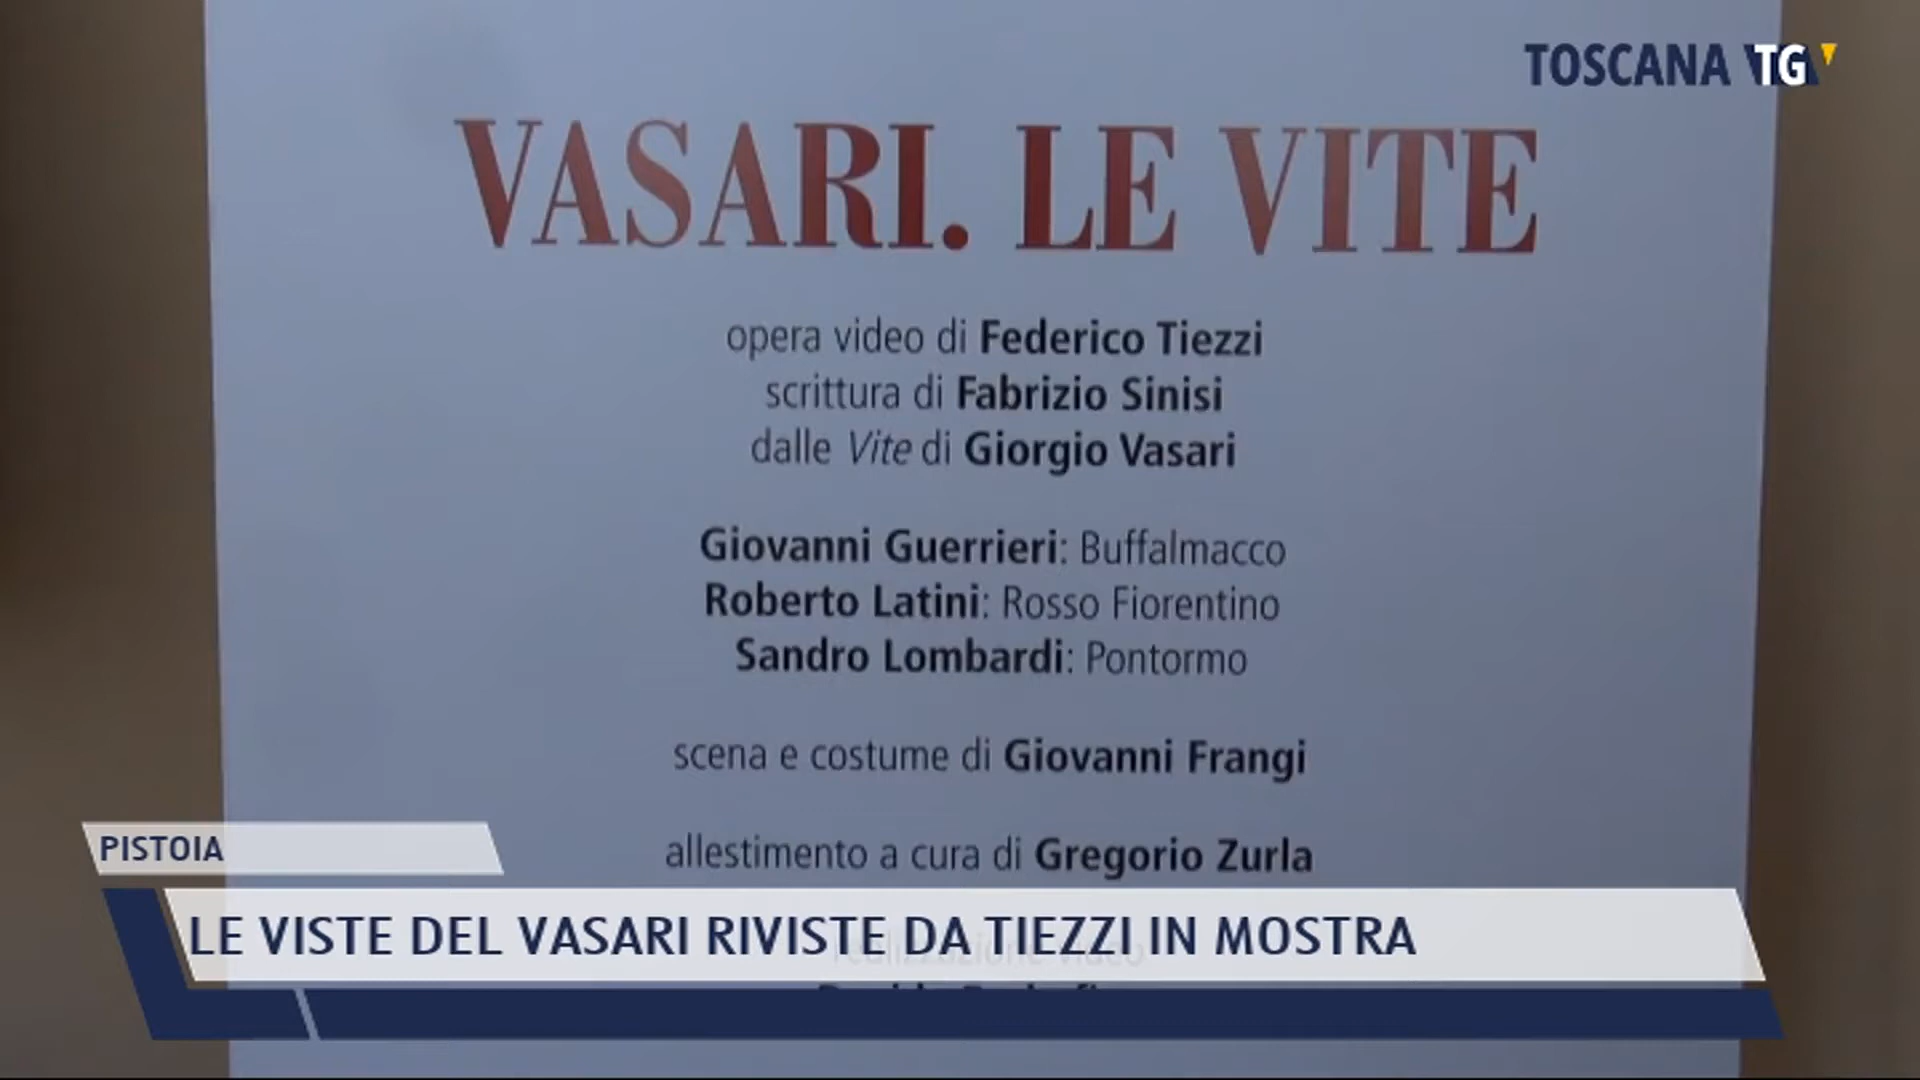 TOSCANA TG
VASARI. LE VITE
opera video di Federico Tiezzi
scrittura di Fabrizio Sinisi
dalle Vite di Giorgio Vasari
Giovanni Guerrieri: Buffalmacco
Roberto Latini: Rosso Fiorentino
Sandro Lombardi: Pontormo
scena e costume di Giovanni Frangi
allestimento a cura di Gregorio Zurla
PISTOIA
LE VISTE DEL VASARI RIVISTE DA TIEZZI IN MOSTRA